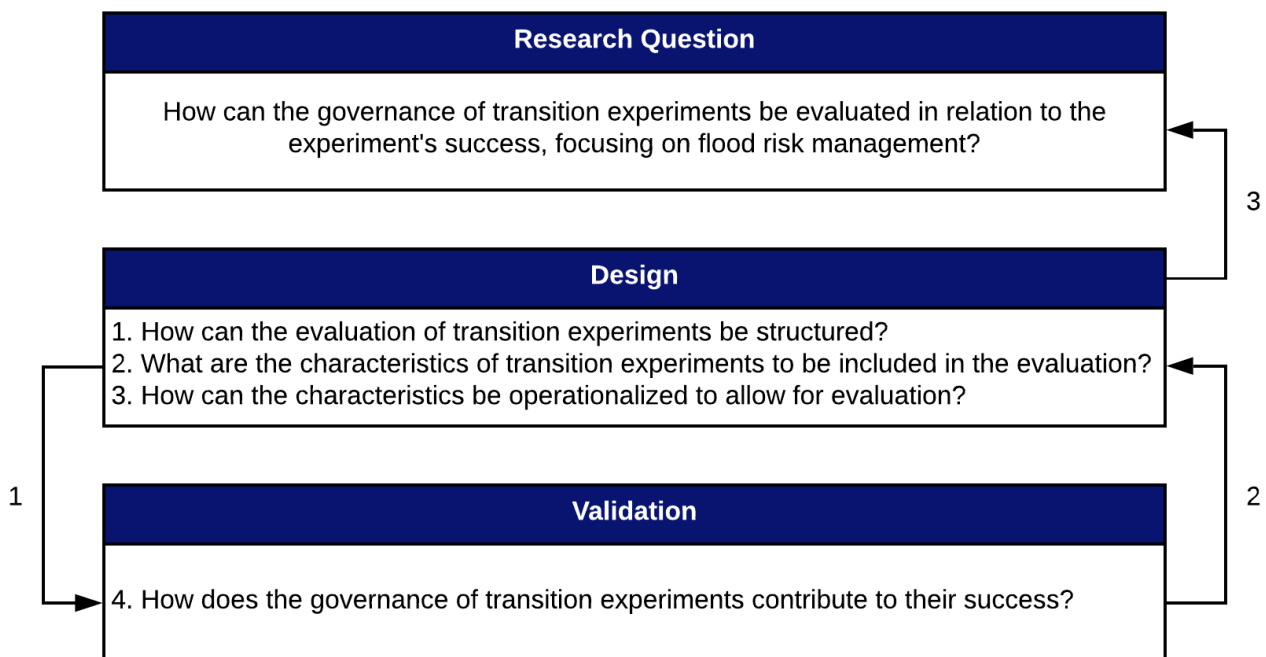 Research Question
How can the governance of transition experiments be evaluated in relation to the
experiment's success, focusing on flood risk management?
3
Design
1. How can the evaluation of transition experiments be structured?
2. What are the characteristics of transition experiments to be included in the evaluation?
3. How can the characteristics be operationalized to allow for evaluation?
1
2
Validation
4. How does the governance of transition experiments contribute to their success?